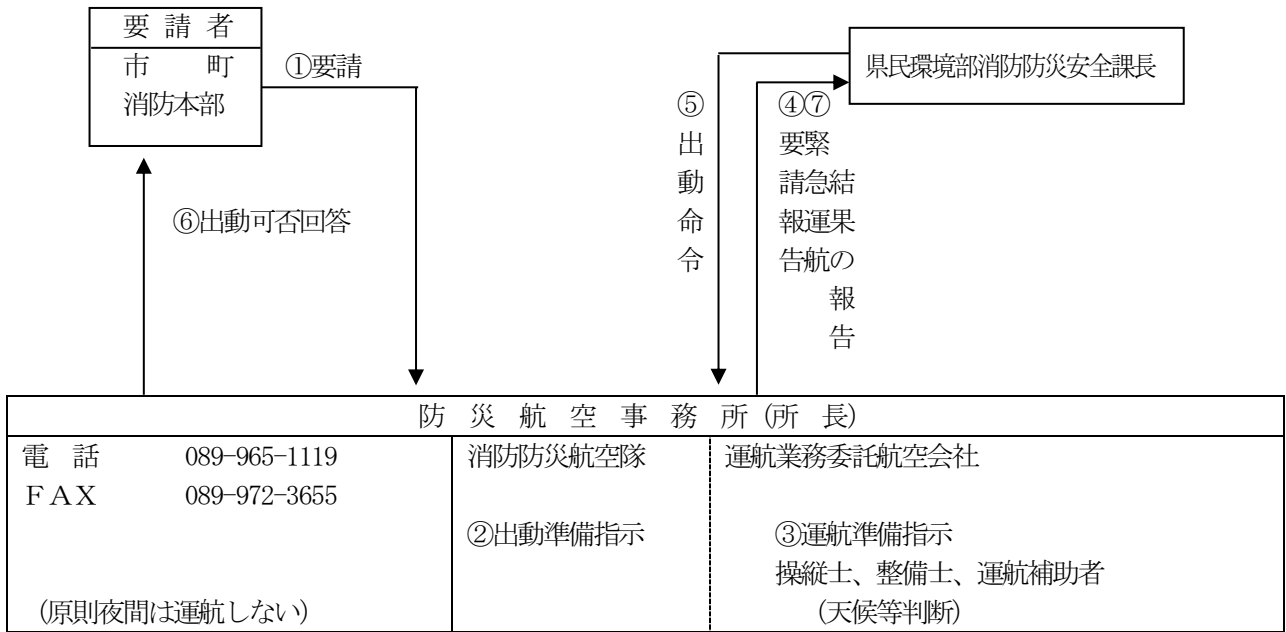 要 請 者
市 町
消防本部
①要請
県民環境部消防防災安全課長
⑤出動命令
④⑦
要請報告
緊急運航
結果の報告
⑥出動可否回答
防 災 航 空 事 務 所 (所 長)
電 話 089-965-1119
ＦＡＸ 089-972-3655
(原則夜間は運航しない)
消防防災航空隊
②出動準備指示
運航業務委託航空会社
③運航準備指示
操縦士、整備士、運航補助者
(天候等判断)